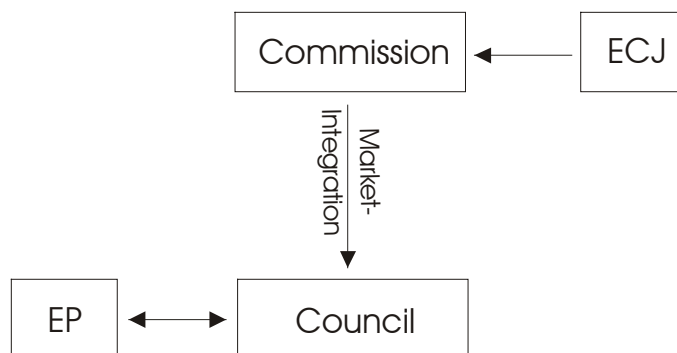 Commission
ECJ
Market-
Integration
EP
Council